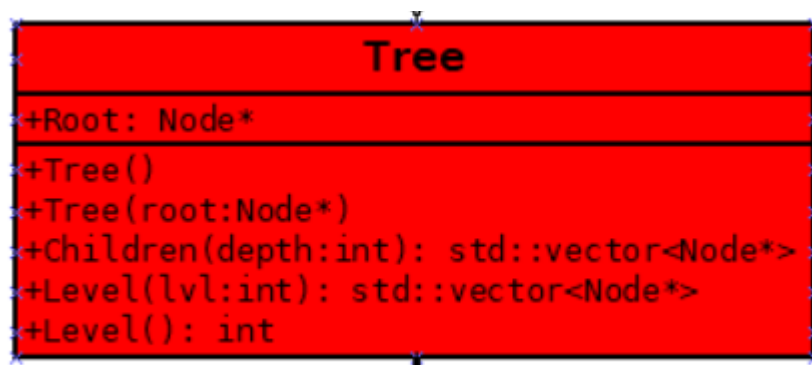 Tree
+Root: Node*
+Tree()
+Tree(root:Node*)
+Children(depth:int): std::vector<Node*>
+Level(lvl:int): std::vector<Node*>
+Level(): int